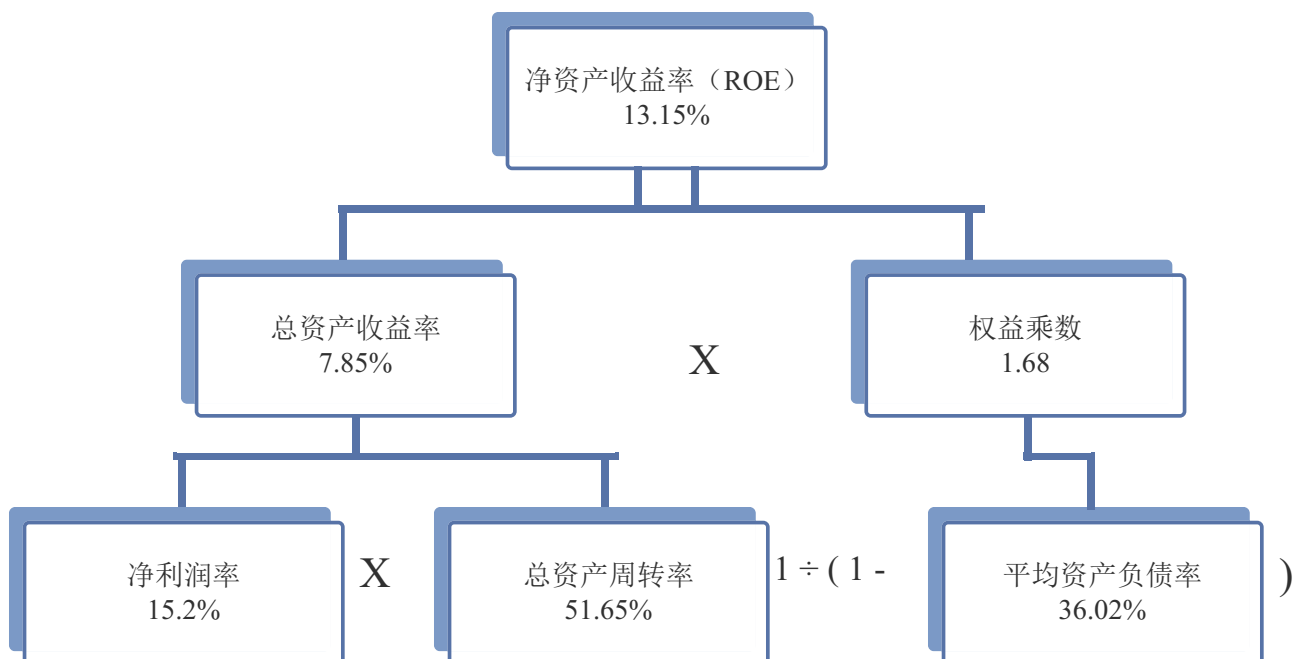 净资产收益率（ROE）
13.15%
总资产收益率
7.85%
X
权益乘数
1.68
净利润率
15.2%
X
总资产周转率
51.65%
1 ÷ ( 1 -
平均资产负债率
36.02%
)